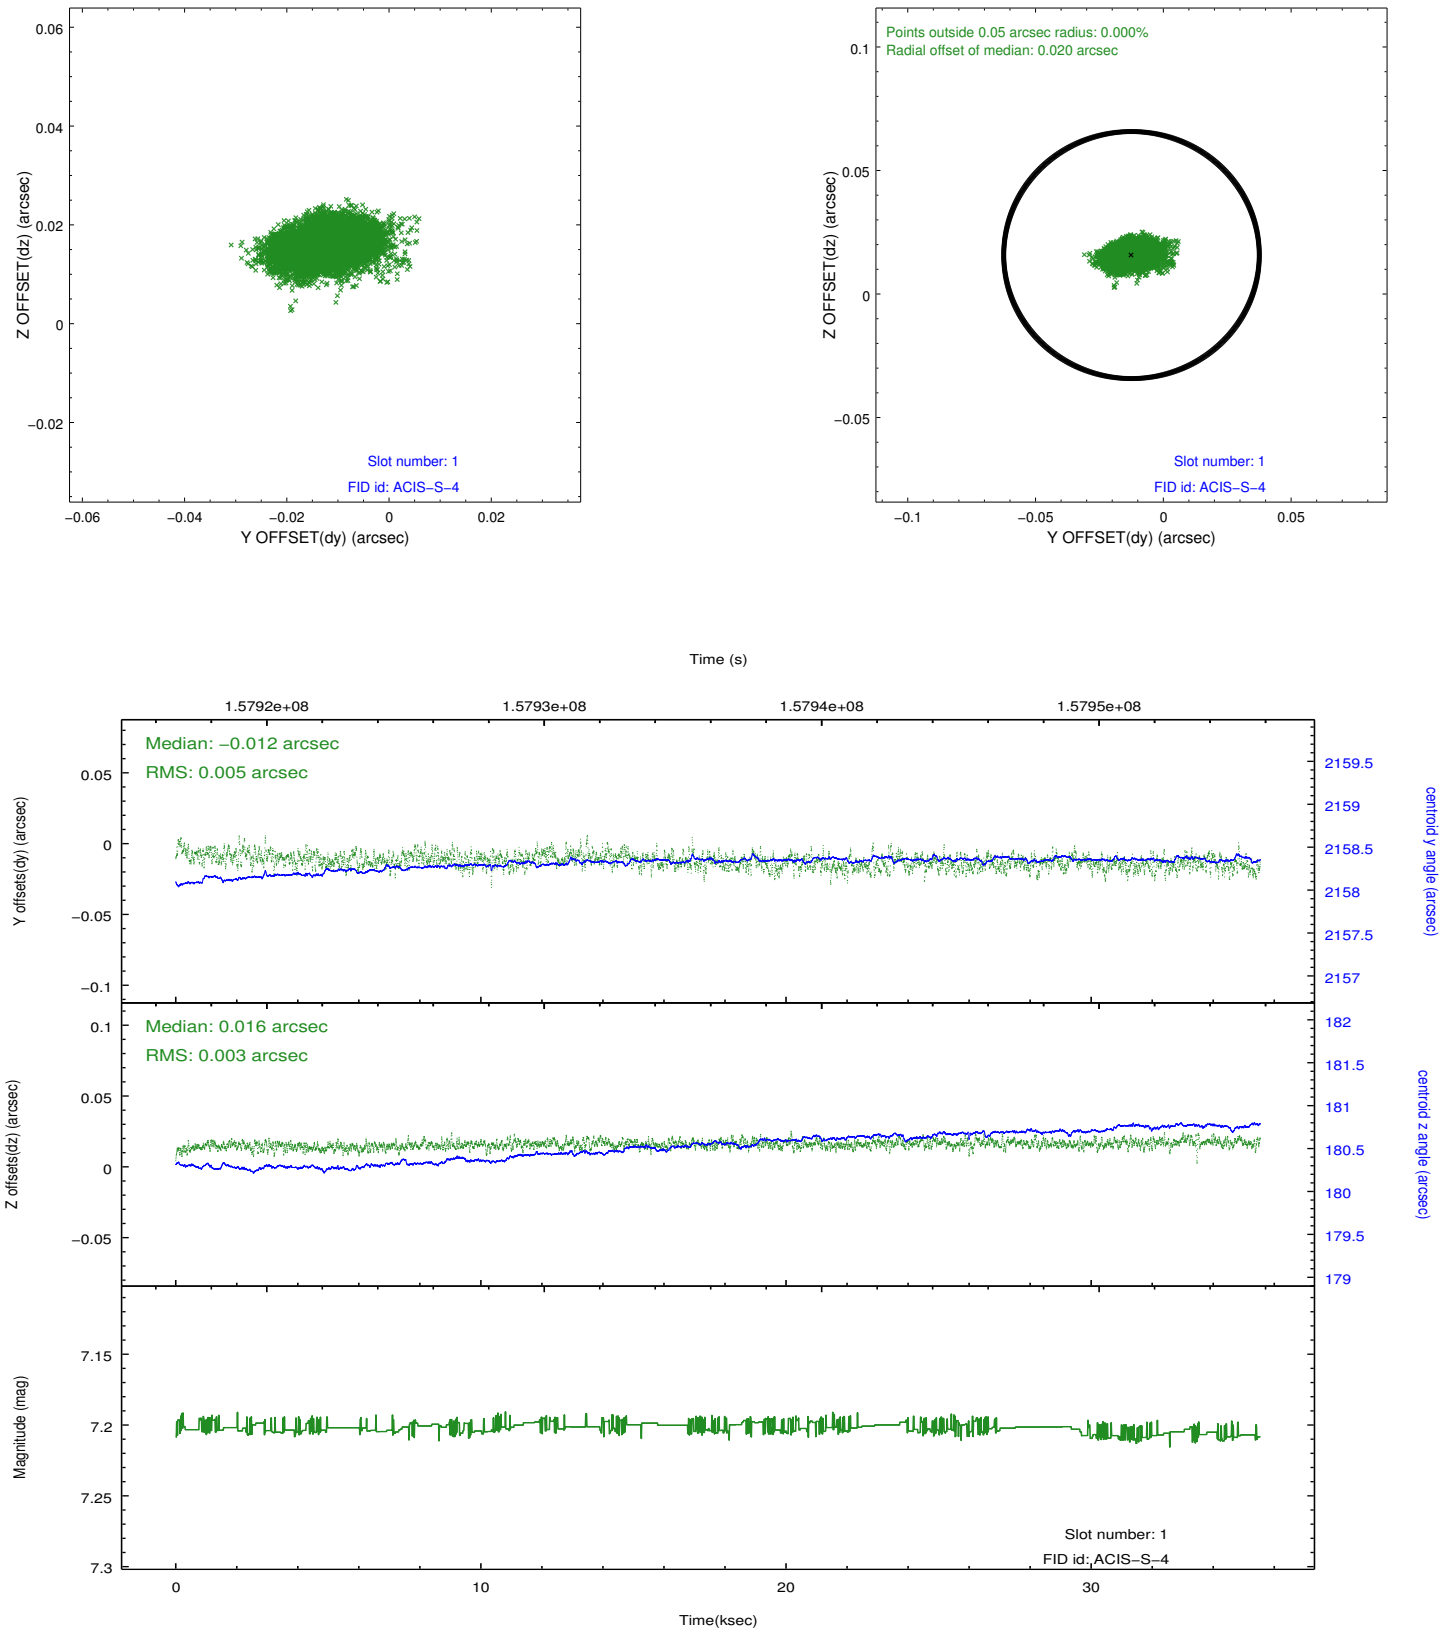 0.06
0.04
0.02
0
−0.02
Z OFFSET(dz) (arcsec)
Slot number: 1
FID id: ACIS−S−4
−0.06
−0.04
−0.02
0
0.02
Y OFFSET(dy) (arcsec)
Points outside 0.05 arcsec radius: 0.000%
Radial offset of median: 0.020 arcsec
0.1
0.05
0
−0.05
Z OFFSET(dz) (arcsec)
Slot number: 1
FID id: ACIS−S−4
−0.1
−0.05
0
0.05
Y OFFSET(dy) (arcsec)
Time (s)
1.5792e+08
1.5793e+08
1.5794e+08
1.5795e+08
Median: −0.012 arcsec
RMS: 0.005 arcsec
0.05
0
−0.05
−0.1
Y offsets(dy) (arcsec)
2159.5
2159
2158.5
2158
2157.5
2157
centroid y angle (arcsec)
Median: 0.016 arcsec
RMS: 0.003 arcsec
0.1
0.05
0
−0.05
Z offsets(dz) (arcsec)
182
181.5
181
180.5
180
179.5
179
centroid z angle (arcsec)
7.15
7.2
7.25
7.3
Magnitude (mag)
Slot number: 1
FID id: ACIS−S−4
0
10
20
30
Time(ksec)